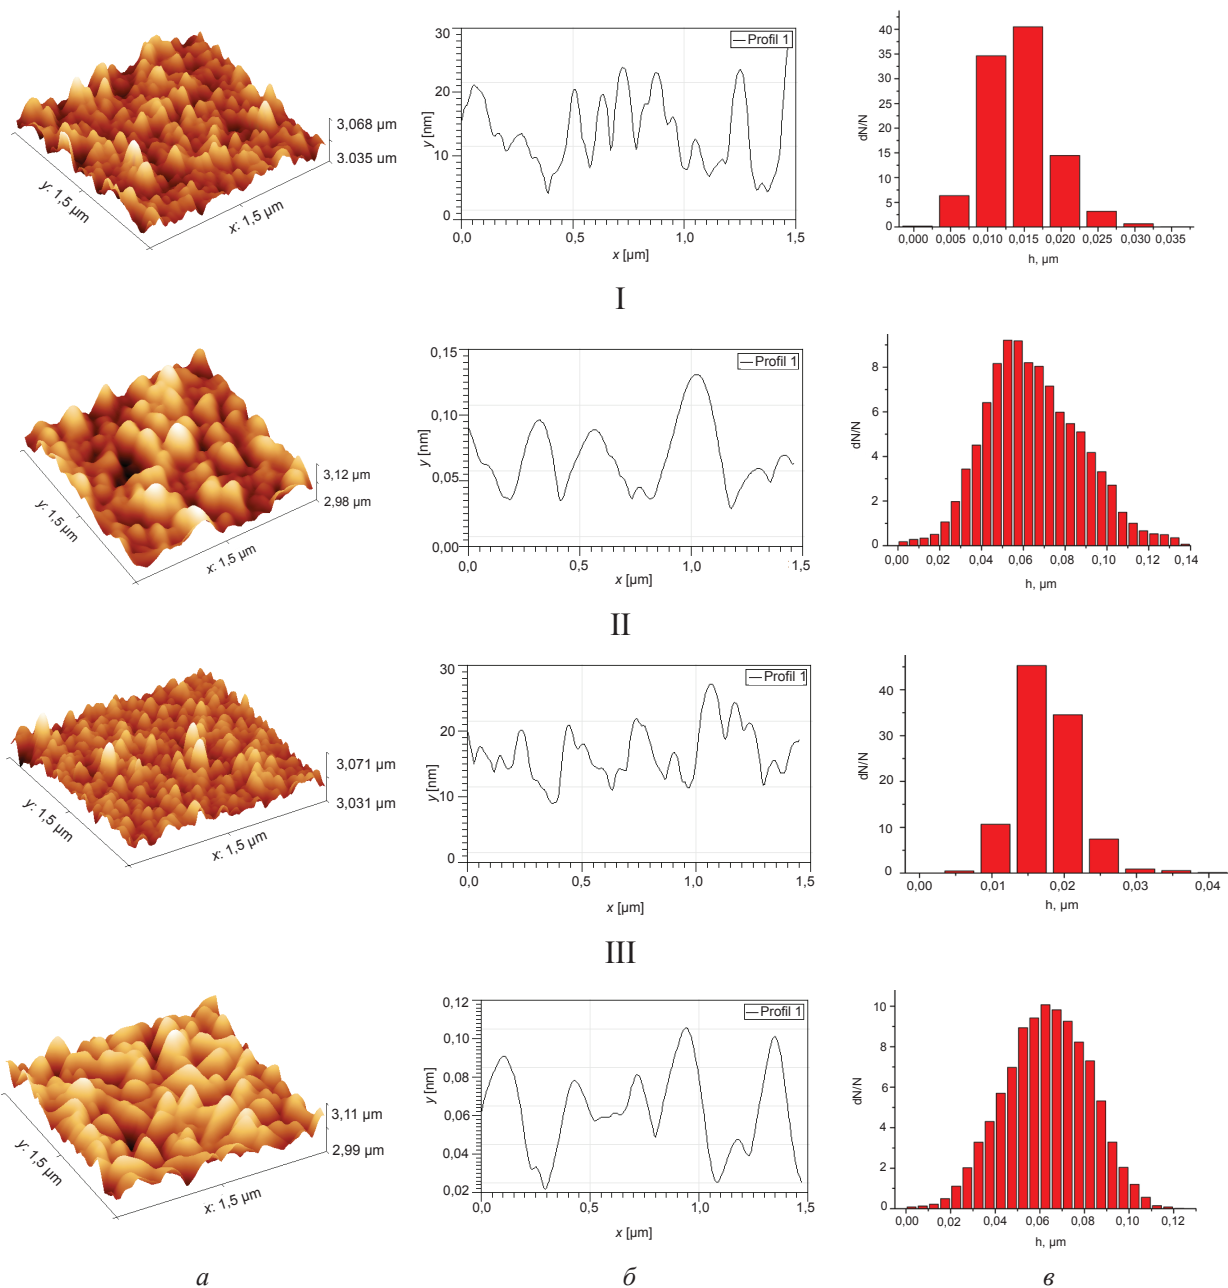 3,068 µm
3.035 um
y: 1,5 µm
x: 1,5 µm
30
20
10
0
y [nm]
Profil 1
0,0
0,5
1,0
1,5
x [µm]
40
35
30
25
20
15
10
5
0
dN/N
0,000
0,005
0,010
0,015
0,020
0,025
0,030
0,035
h, µm
I
3,12 µm
2,98 µm
y: 1,5 µm
x: 1,5 µm
0,15
0,10
0,05
0,00
y [nm]
Profil 1
0,0
0,5
1,0
1,5
x [µm]
8
6
4
2
0
dN/N
0,00
0,02
0,04
0,06
0,08
0,10
0,12
0,14
h, µm
II
3,071 µm
3,031 µm
y: 1,5 µm
x: 1,5 µm
30
20
10
0
y [nm]
Profil 1
0,0
0,5
1,0
1,5
x [µm]
40
30
20
10
0
dN/N
0,00
0,01
0,02
0,03
0,04
h, µm
III
3,11 µm
2,99 µm
y: 1,5 µm
x: 1,5 µm
0,12
0,10
0,08
0,06
0,04
0,02
y [nm]
Profil 1
0,0
0,5
1,0
1,5
x [µm]
10
8
6
4
2
0
dN/N
0,00
0,02
0,04
0,06
0,08
0,10
0,12
h, µm
а
б
в